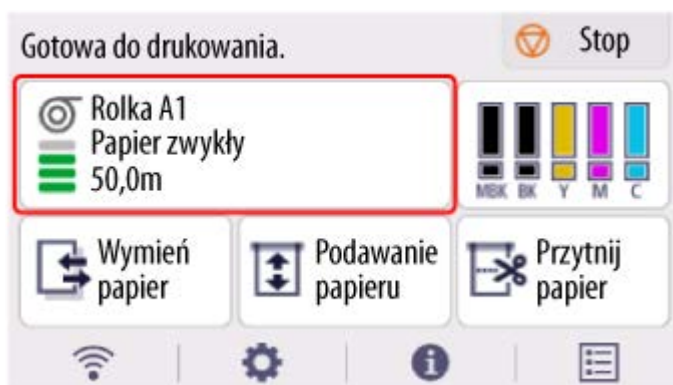 Gotowa do drukowania.
Stop
Rolka A1
Papier zwykły
50,0m
MBK BK Y M C
Wymień
papier
Podawanie
papieru
Przytnij
papier